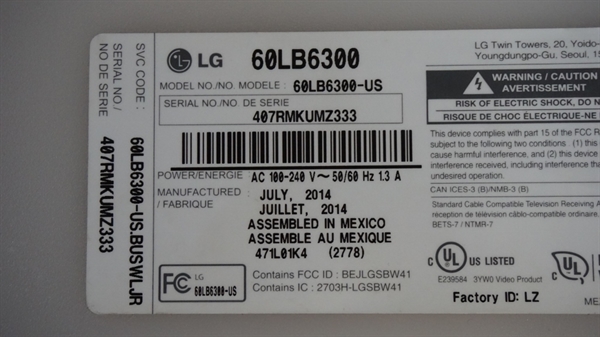 SVC CODE : 60LB6300-US.BUSWLJR
SERIAL NO./
NO DE SERIE 407RMKUMZ333
LG 60LB6300
MODEL NO./NO. MODELE : 60LB6300-US
SERIAL NO./NO. DE SERIE
407RMKUMZ333
POWER/ENERGIE AC 100-240 V~50/60 Hz 1.3 A
MANUFACTURED : JULY, 2014
/ FABRIQUE JUILLET, 2014
ASSEMBLED IN MEXICO
ASSEMBLE AU MEXIQUE
471L01K4 (2778)
FC LG
60LB6300-US
Contains FCC ID : BEJLGSBW41
Contains IC : 2703H-LGSBW41
LG Twin Towers, 20, Yoido-
Youngdungpo-Gu, Seoul, 15
WARNING / CAUTION
AVERTISSEMENT
RISK OF ELECTRIC SHOCK, DO N
RISQUE DE CHOC ELECTRIQUE-NE
This device complies with part 15 of the FCC R
subject to the following two conditions : (1) this
cause harmful interference, and (2) this device
interference received, including interference that
undesired operation.
CAN ICES-3 (B)/NMB-3 (B)
Standard Cable Compatible Television Receiving A
réception de télévision câblo-compatible ordinaire.
BETS-7 / NTMR-7
C UL US LISTED
E239584 3YW0 Video Product
UL
Factory ID: LZ
ME